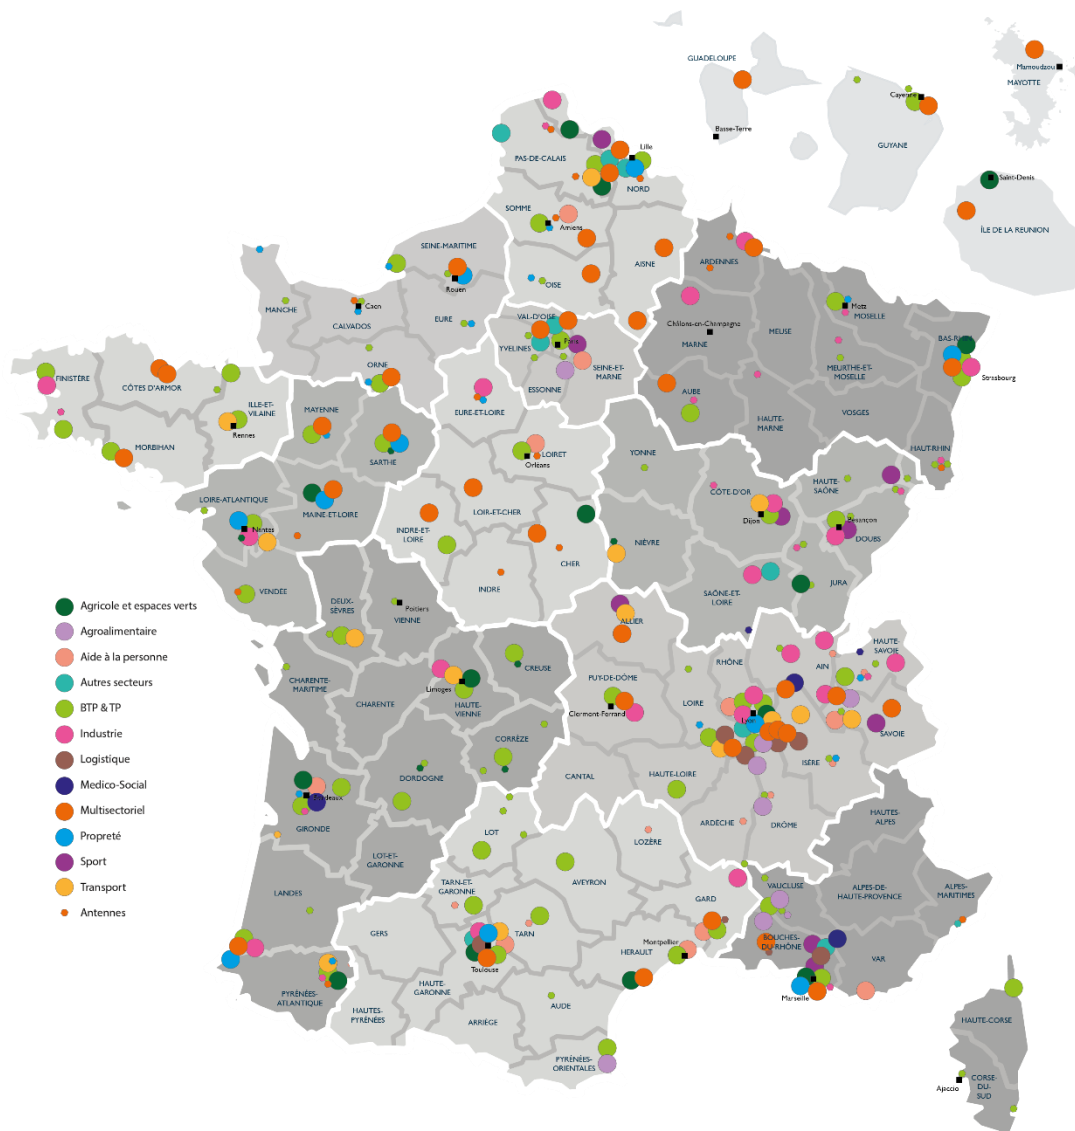 GUADELOUPE
Basse-Terre
Cayenne
GUYANE
Mamoudzou
MAYOTTE
Saint-Denis
ÎLE DE LA REUNION
PAS-DE-CALAIS
Lille
NORD
SOMME
Amiens
AISNE
OISE
SEINE-MARITIME
Rouen
EURE
MANCHE
Caen
CALVADOS
ORNE
VAL-D'OISE
Paris
YVELINES
SEINE-ET-
MARNE
ESSONNE
ARDENNES
Châlons-en-Champagne
MARNE
AUBE
HAUTE-
MARNE
MEUSE
Metz
MOSELLE
MEURTHE-ET-
MOSELLE
VOSGES
BAS-RHIN
Strasbourg
HAUT-RHIN
FINISTÈRE
CÔTES D'ARMOR
ILLE-ET-
VILAINE
Rennes
MORBIHAN
MAYENNE
SARTHE
LOIRE-ATLANTIQUE
Nantes
MAINE-ET-LOIRE
VENDÉE
EURE-ET-LOIRE
LOIRET
Orléans
LOIR-ET-CHER
INDRE-ET-
LOIRE
CHER
INDRE
YONNE
CÔTE-D'OR
Dijon
NIÈVRE
SAÔNE-ET-
LOIRE
HAUTE-
SAÔNE
Besançon
DOUBS
JURA
DEUX-
SÈVRES
Poitiers
VIENNE
CHARENTE-
MARITIME
CHARENTE
Limoges
HAUTE-
VIENNE
CREUSE
CORRÈZE
DORDOGNE
Bordeaux
GIRONDE
LOT-ET-
GARONNE
LANDES
PYRÉNÉES-
ATLANTIQUE
ALLIER
PUY-DE-DÔME
Clermont-Ferrand
CANTAL
HAUTE-LOIRE
LOIRE
RHÔNE
Lyon
AIN
HAUTE-
SAVOIE
SAVOIE
ISÈRE
ARDÈCHE
DRÔME
LOT
TARN-ET-
GARONNE
AVEYRON
LOZÈRE
GARD
GERS
TARN
Toulouse
HAUTE-
GARONNE
HAUTES-
PYRÉNÉES
ARRIÈGE
AUDE
PYRÉNÉES-
ORIENTALES
HÉRAULT
Montpellier
HAUTES-
ALPES
VAUCLUSE
ALPES-DE-
HAUTE-PROVENCE
ALPES-
MARITIMES
BOUCHES-
DU-RHÔNE
VAR
Marseille
HAUTE-CORSE
Ajaccio
CORSE-
DU-
SUD
Agricole et espaces verts
Agroalimentaire
Aide à la personne
Autres secteurs
BTP & TP
Industrie
Logistique
Medico-Social
Multisectoriel
Propreté
Sport
Transport
Antennes